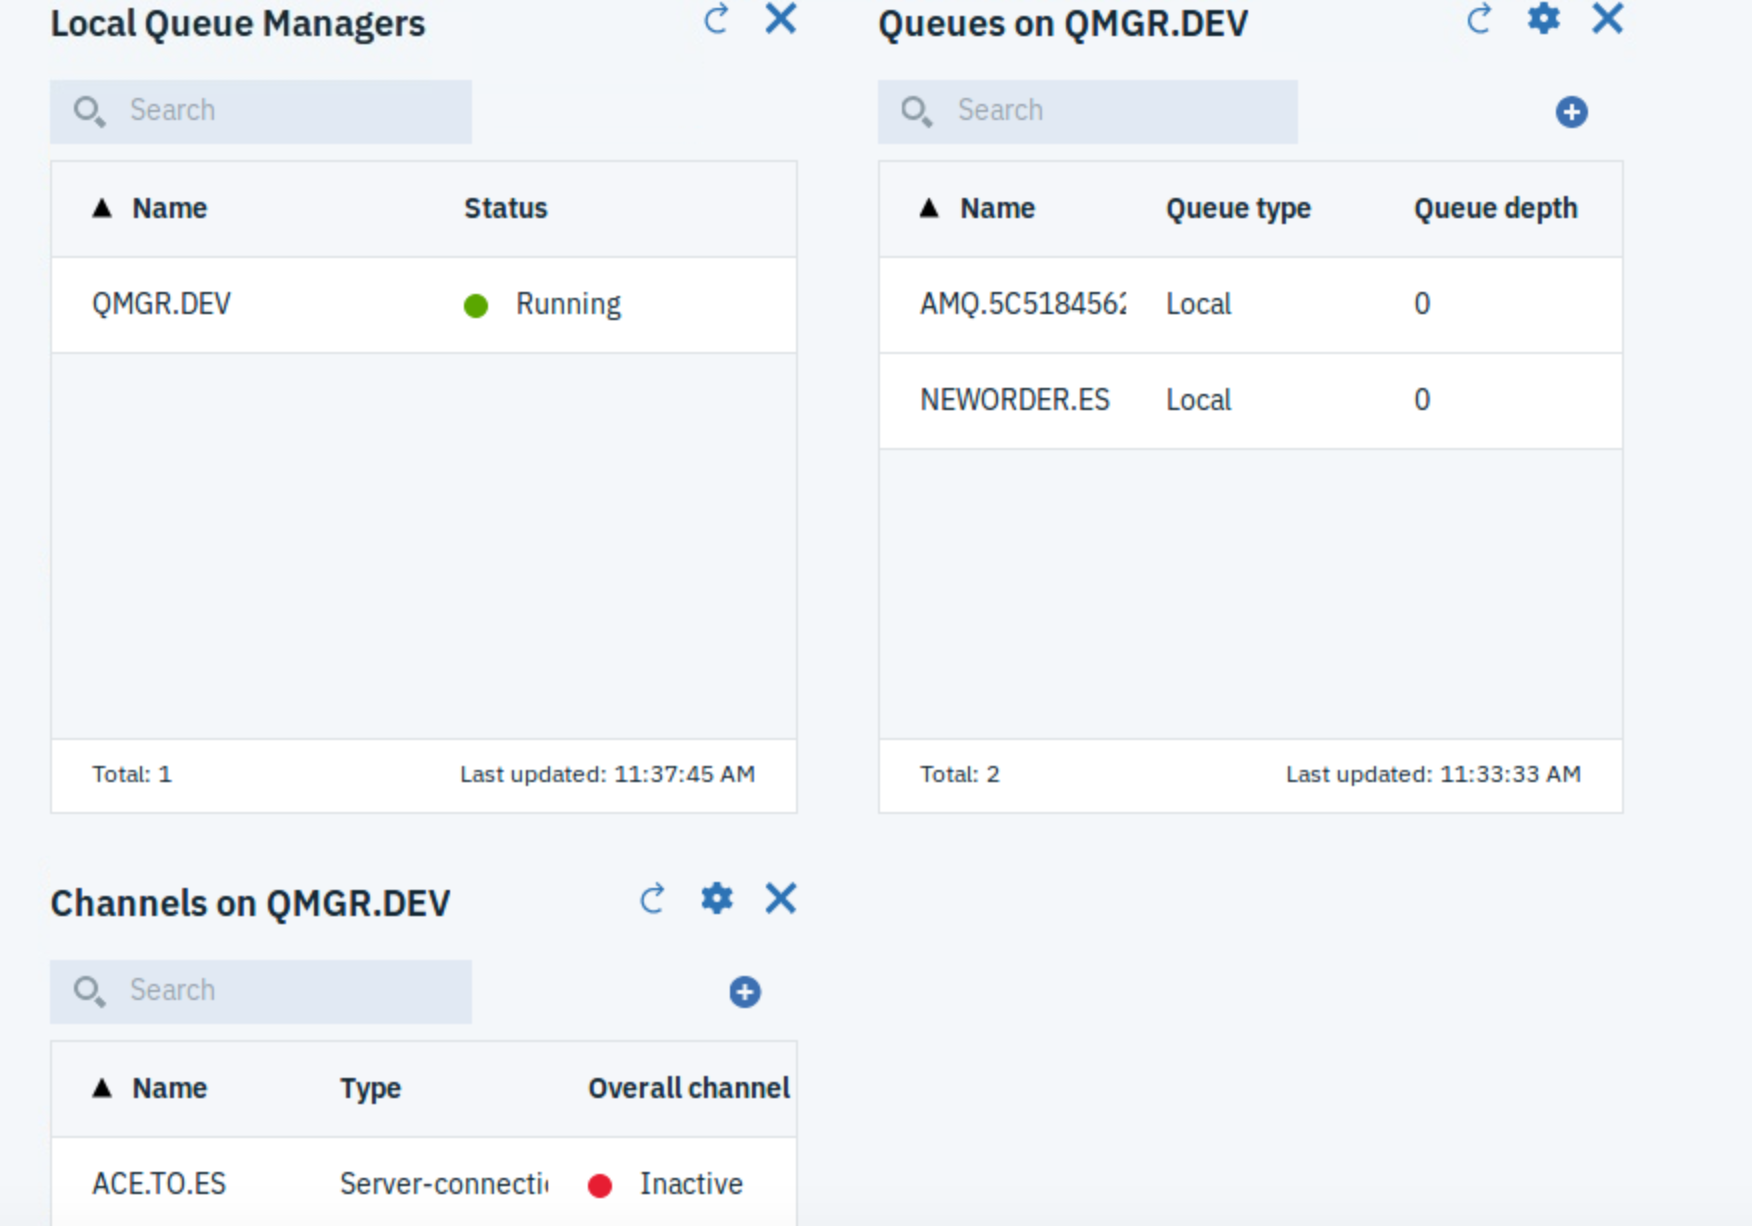 Local Queue Managers
Search
Name Status
QMGR.DEV Running
Total: 1 Last updated: 11:37:45 AM
Queues on QMGR.DEV
Search
Name Queue type Queue depth
AMQ.5C5184562 Local 0
NEWORDER.ES Local 0
Total: 2 Last updated: 11:33:33 AM
Channels on QMGR.DEV
Search
Name Type Overall channel
ACE.TO.ES Server-connecti Inactive